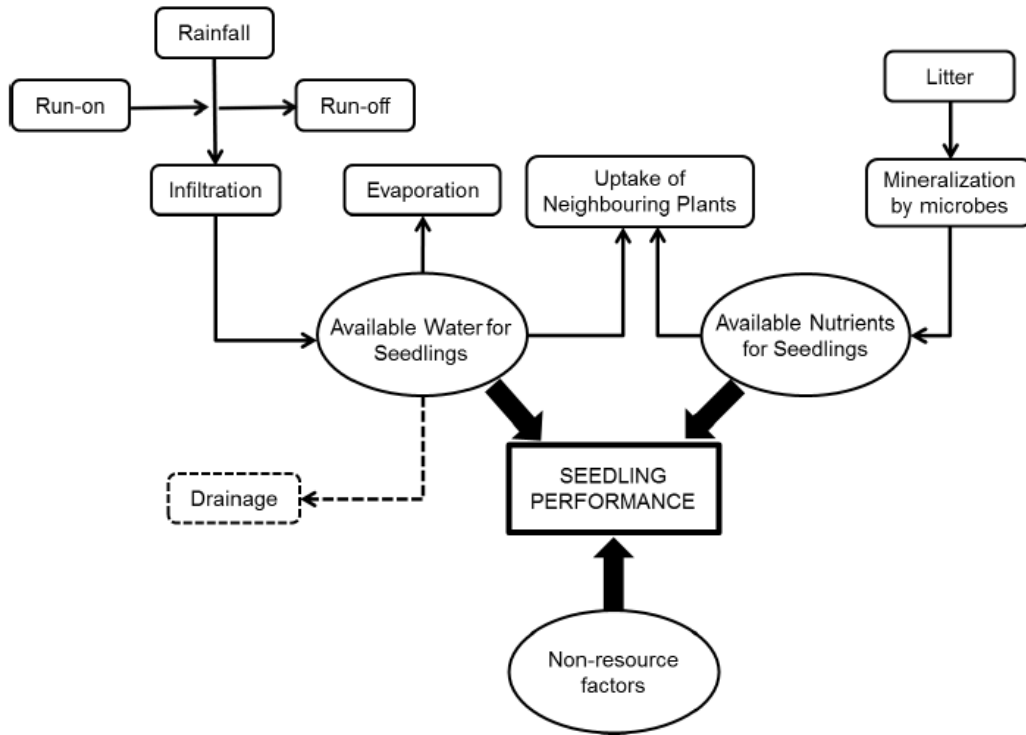 Rainfall
Run-on
Run-off
Litter
Infiltration
Evaporation
Uptake of
Neighbouring Plants
Mineralization
by microbes
Available Water for
Seedlings
Available Nutrients
for Seedlings
Drainage
SEEDLING
PERFORMANCE
Non-resource
factors